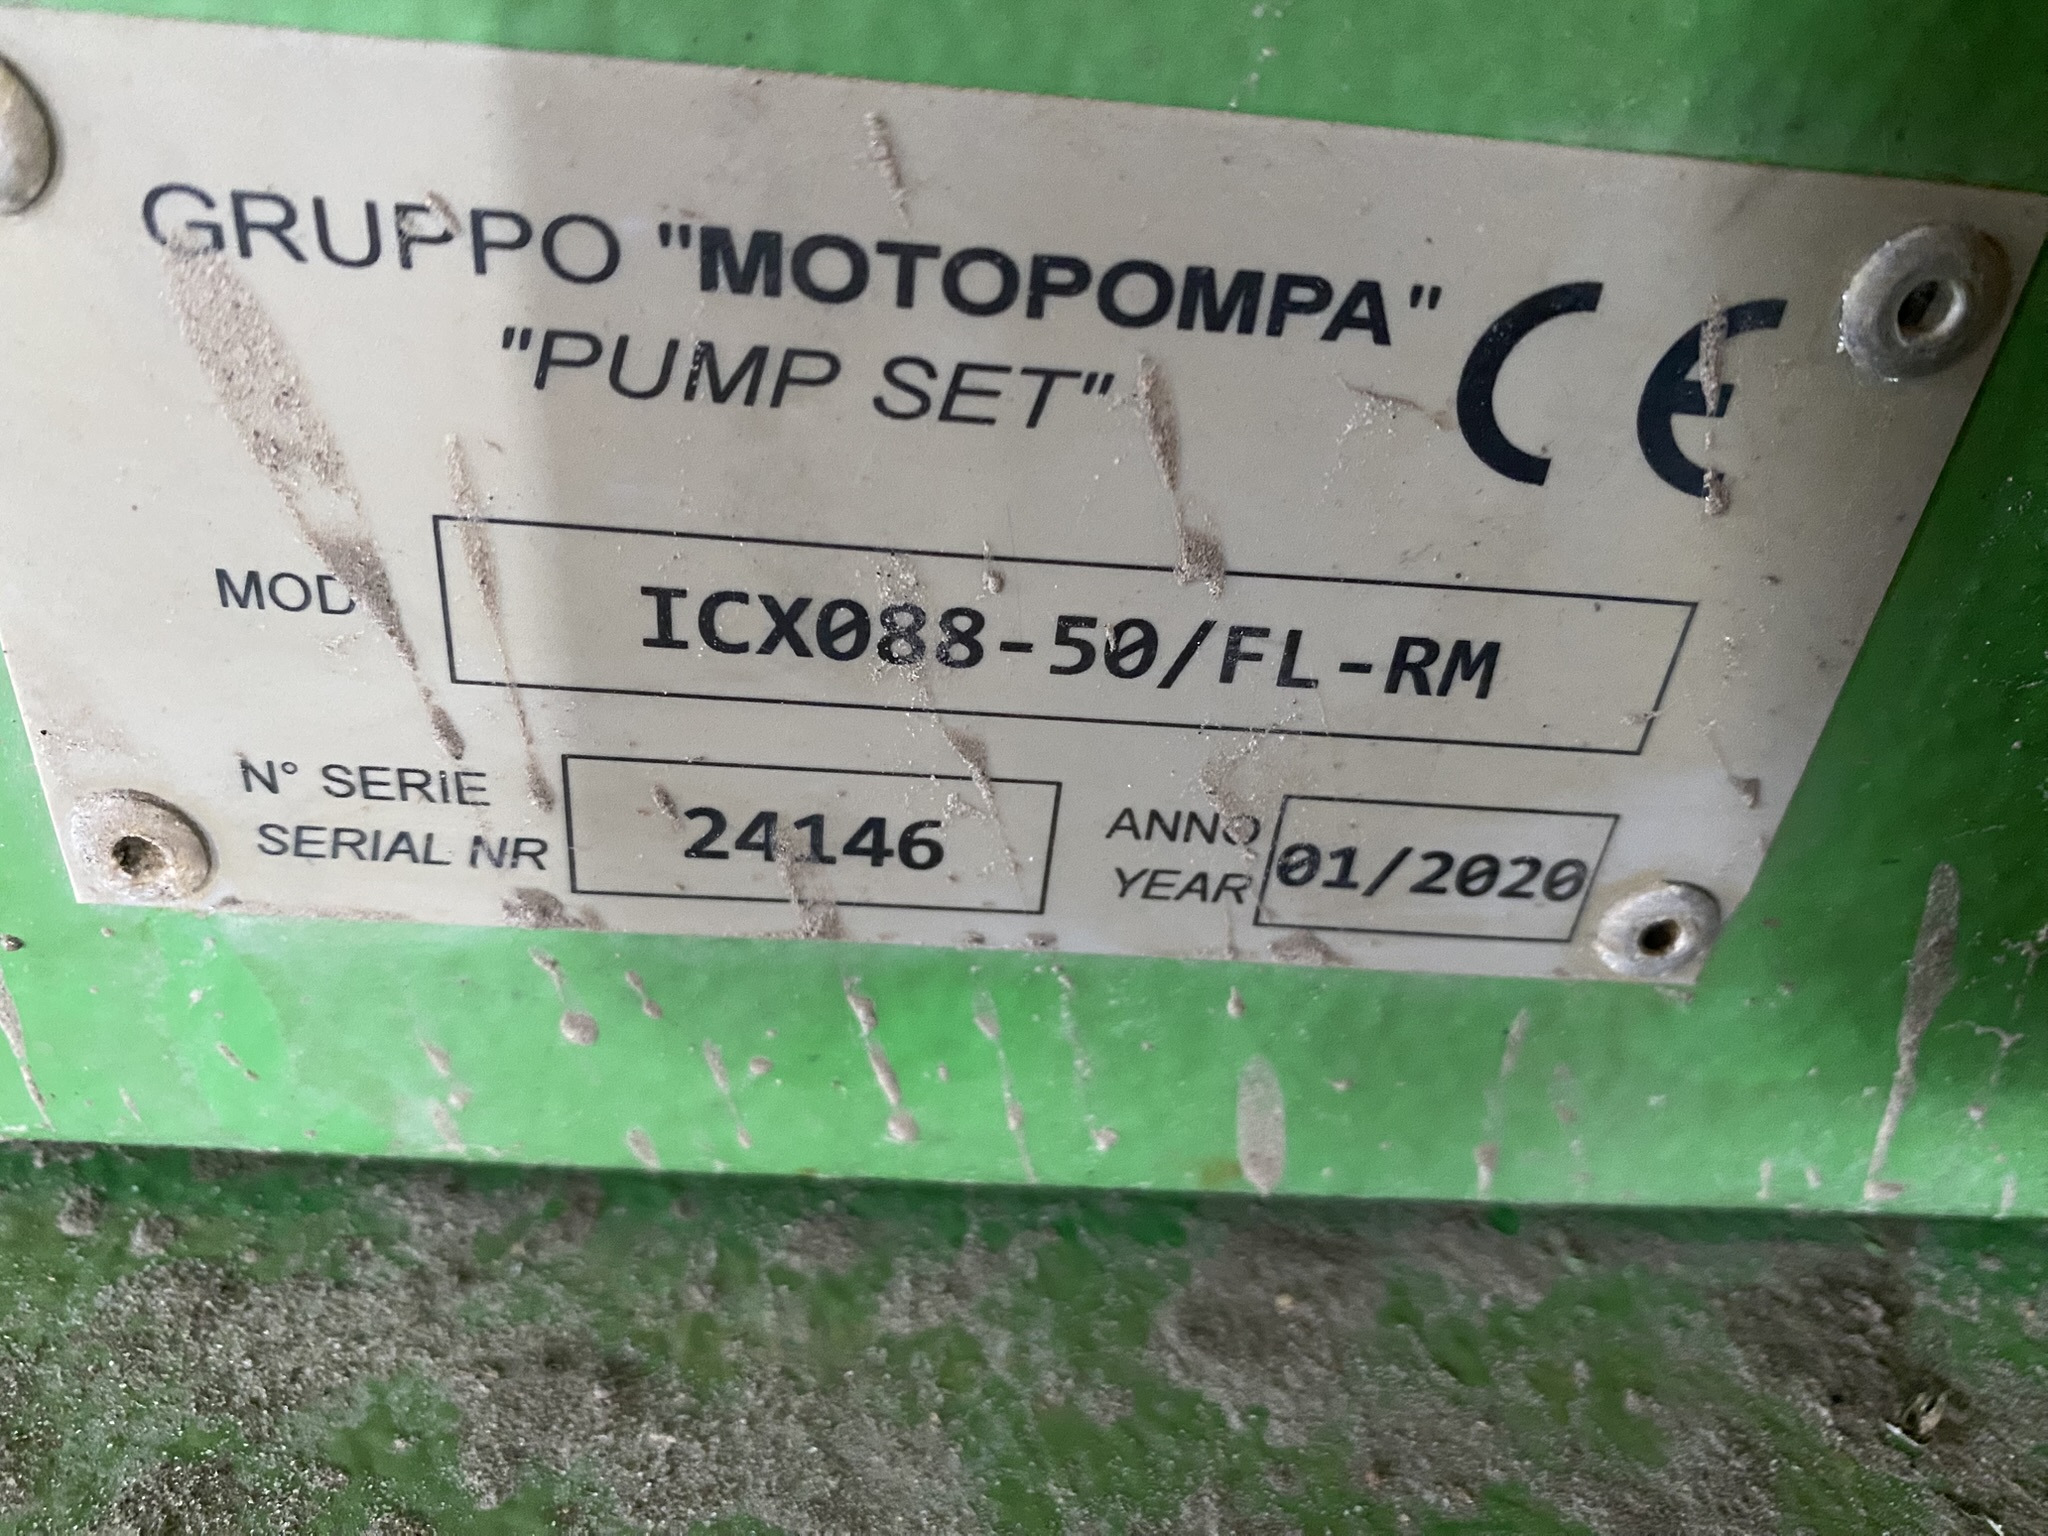 GRUPPO "MOTOPOMPA"
"PUMP SET"
CE
MOD
ICX088-50/FL-RM
N° SERIE
SERIAL NR
24146
ANNO
YEAR
01/2020